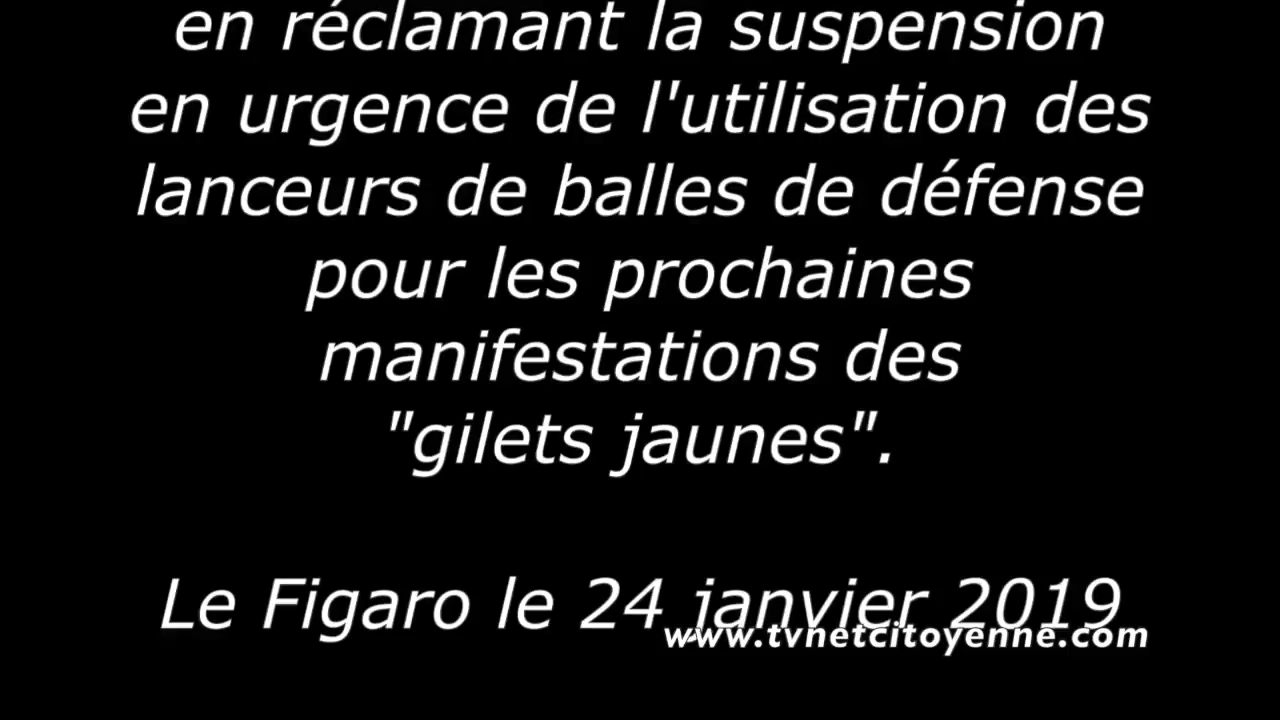 en réclamant la suspension
en urgence de l'utilisation des
lanceurs de balles de défense
pour les prochaines
manifestations des
"gilets jaunes".
Le Figaro le 24 janvier 2019
www.tvnetcitoyenne.com